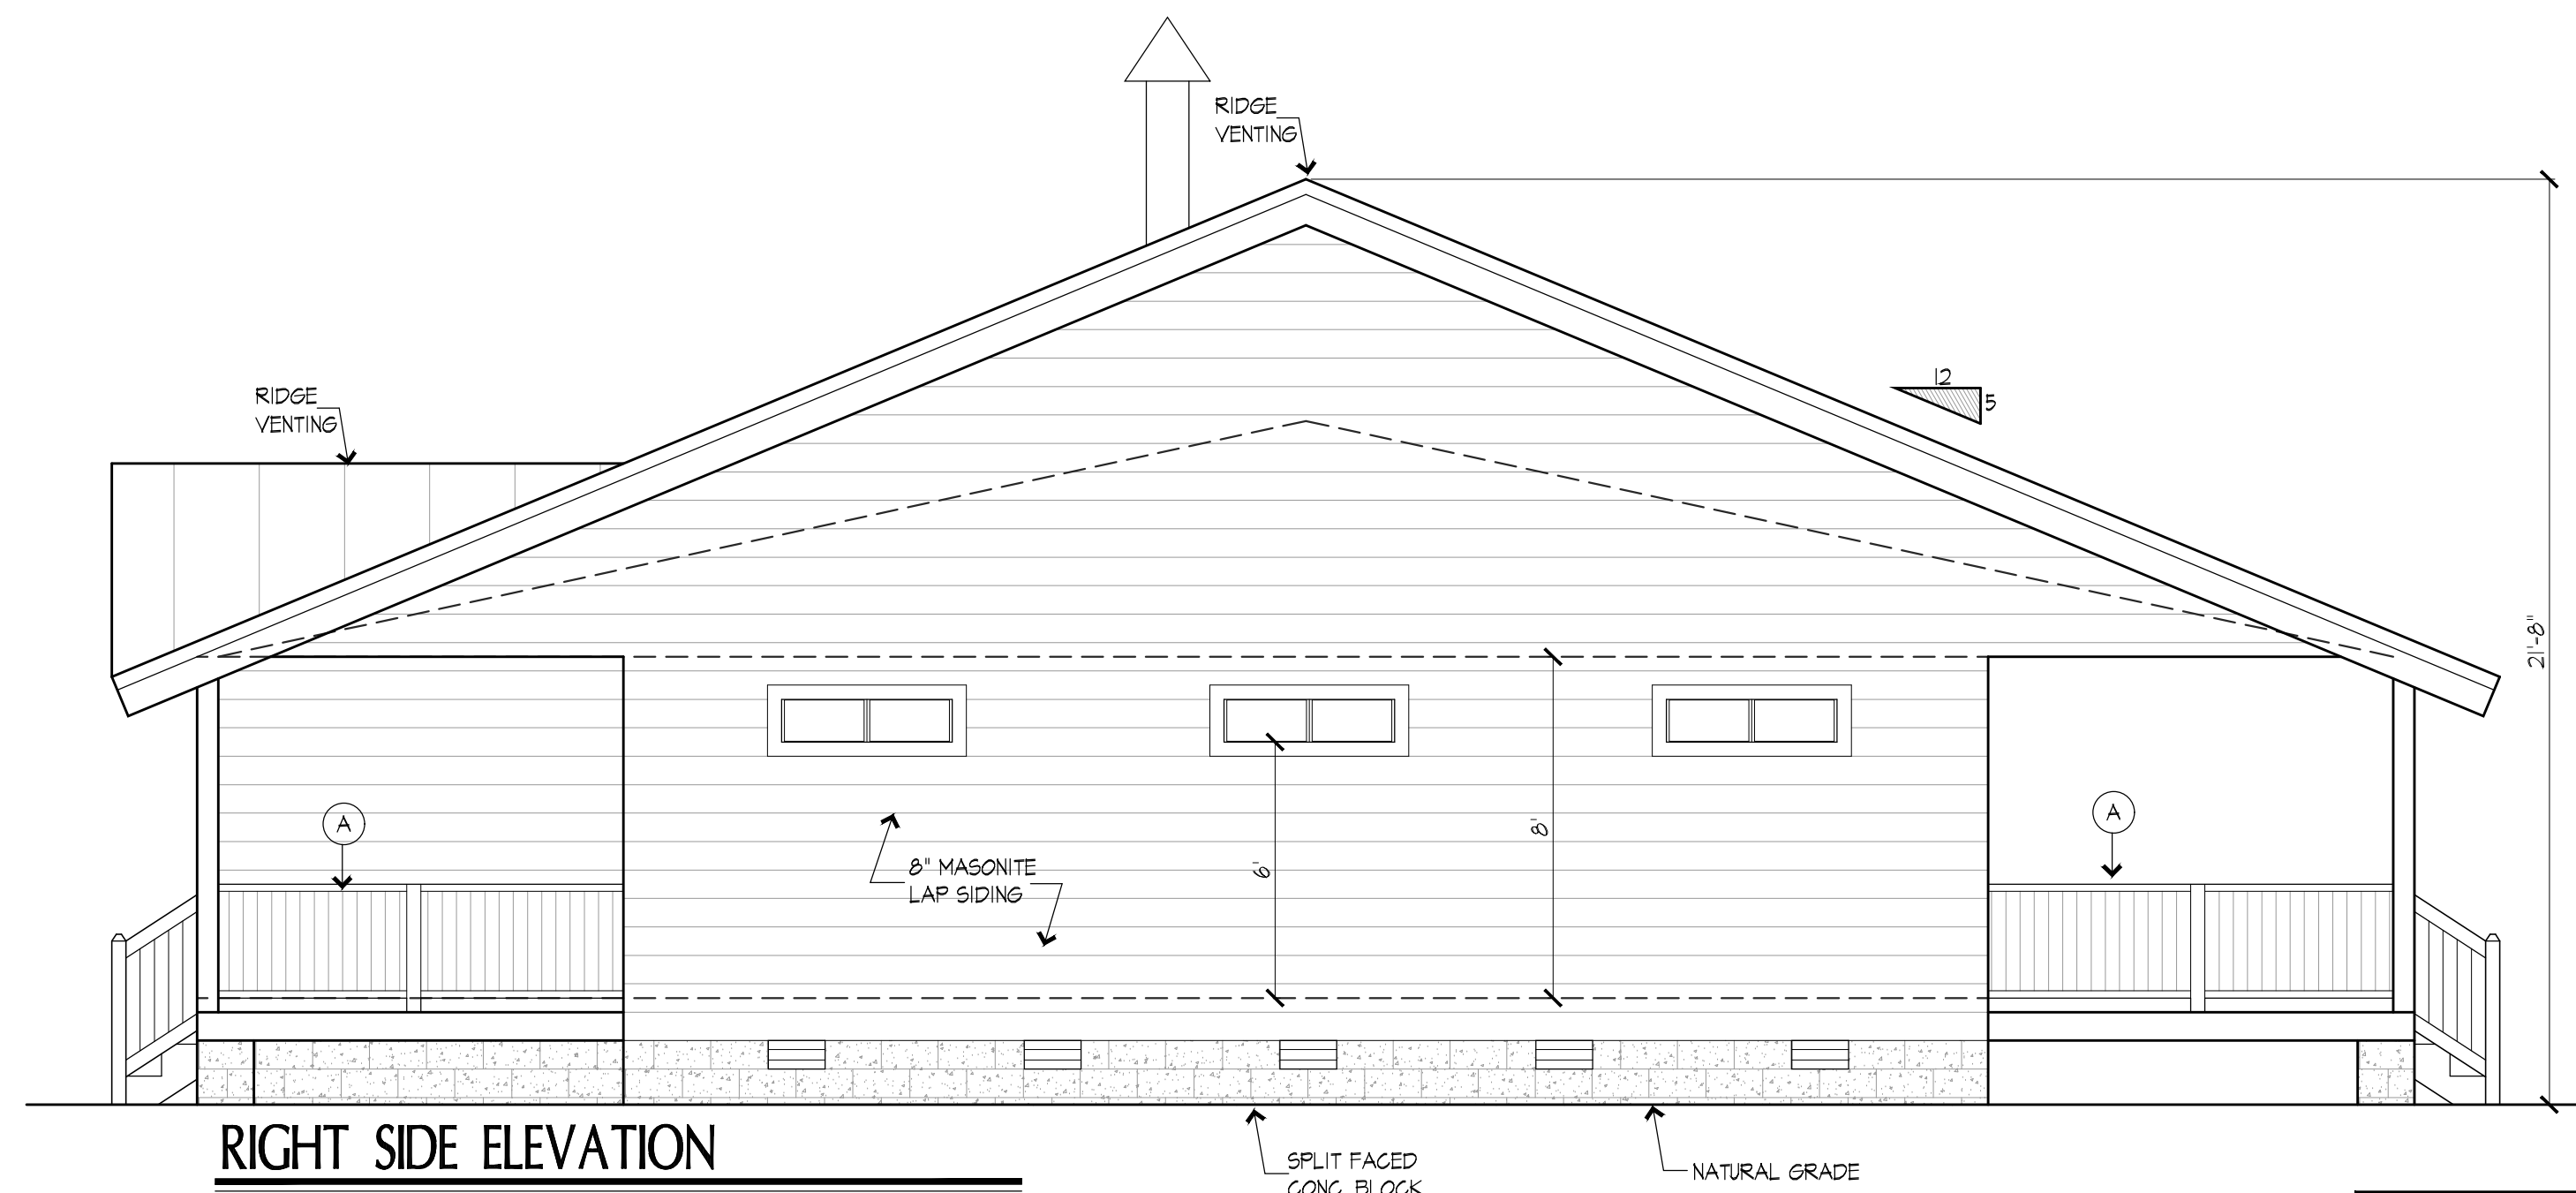 RIDGE
VENTING
12
5
RIDGE
VENTING
21'-8"
A
A
8'
6'
8" MASONITE
LAP SIDING
RIGHT SIDE ELEVATION
SPLIT FACED
CONC. BLOCK
NATURAL GRADE